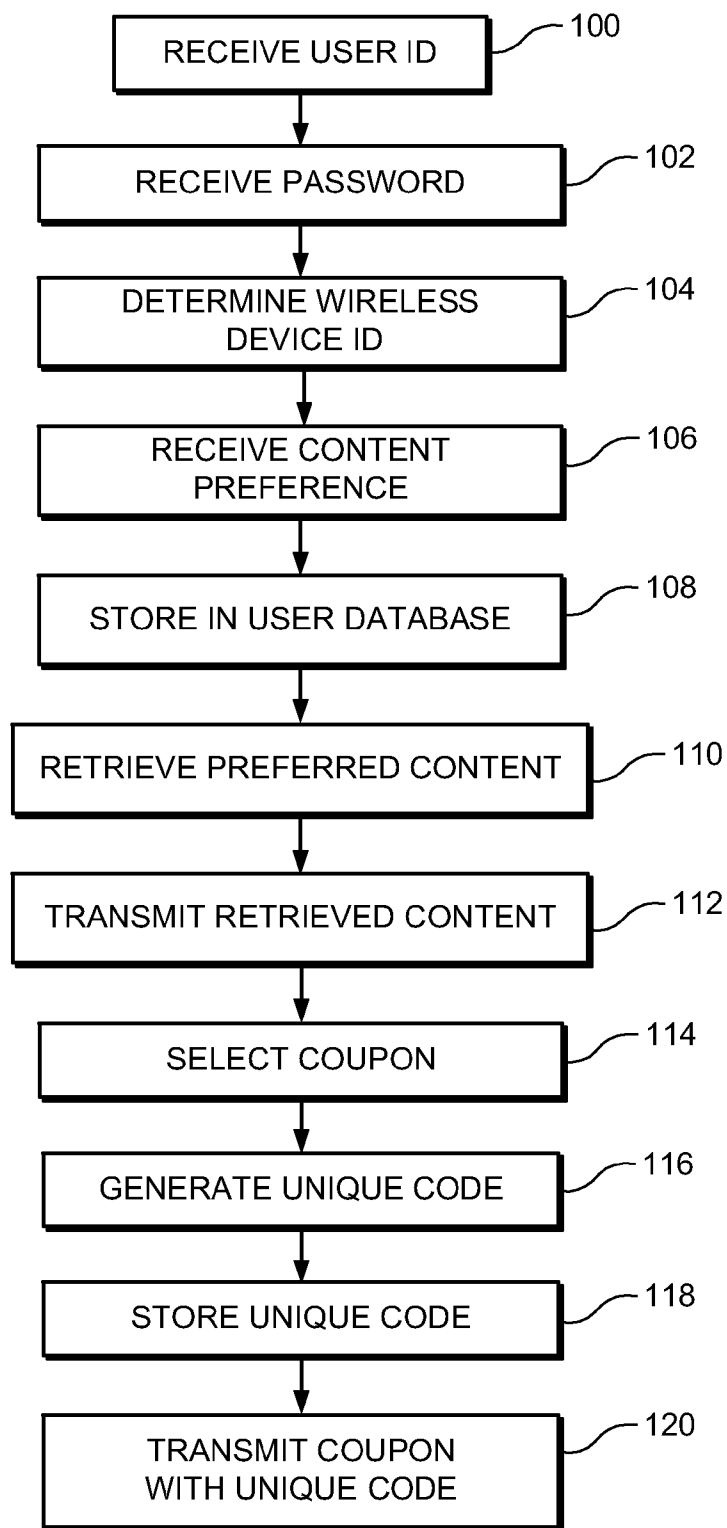 RECEIVE USER ID
100
RECEIVE PASSWORD
102
DETERMINE WIRELESS
DEVICE ID
104
RECEIVE CONTENT
PREFERENCE
106
STORE IN USER DATABASE
108
RETRIEVE PREFERRED CONTENT
110
TRANSMIT RETRIEVED CONTENT
112
SELECT COUPON
114
GENERATE UNIQUE CODE
116
STORE UNIQUE CODE
118
TRANSMIT COUPON
WITH UNIQUE CODE
120